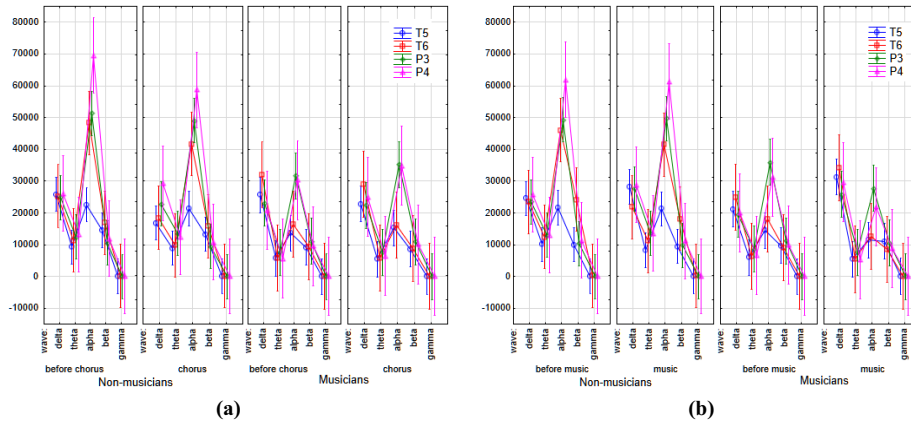 80000
70000
60000
50000
40000
30000
20000
10000
0
-10000
T5
T6
P3
P4
wave: delta theta alpha beta gamma
wave: delta theta alpha beta gamma
wave: delta theta alpha beta gamma
wave: delta theta alpha beta gamma
before chorus chorus before chorus chorus
Non-musicians Musicians
(a)
80000
70000
60000
50000
40000
30000
20000
10000
0
-10000
T5
T6
P3
P4
wave: delta theta alpha beta gamma
wave: delta theta alpha beta gamma
wave: delta theta alpha beta gamma
wave: delta theta alpha beta gamma
before music music before music music
Non-musicians Musicians
(b)